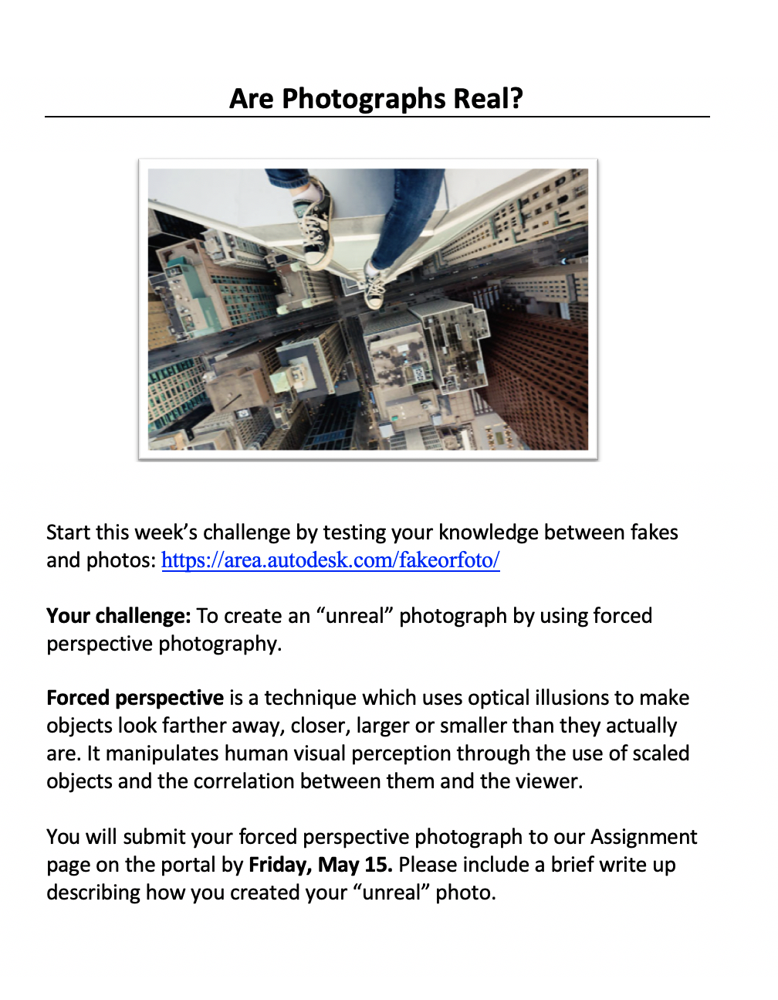 Are Photographs Real?
Start this week’s challenge by testing your knowledge between fakes
and photos: https://area.autodesk.com/fakeorfoto/
Your challenge: To create an “unreal” photograph by using forced
perspective photography.
Forced perspective is a technique which uses optical illusions to make
objects look farther away, closer, larger or smaller than they actually
are. It manipulates human visual perception through the use of scaled
objects and the correlation between them and the viewer.
You will submit your forced perspective photograph to our Assignment
page on the portal by Friday, May 15. Please include a brief write up
describing how you created your “unreal” photo.